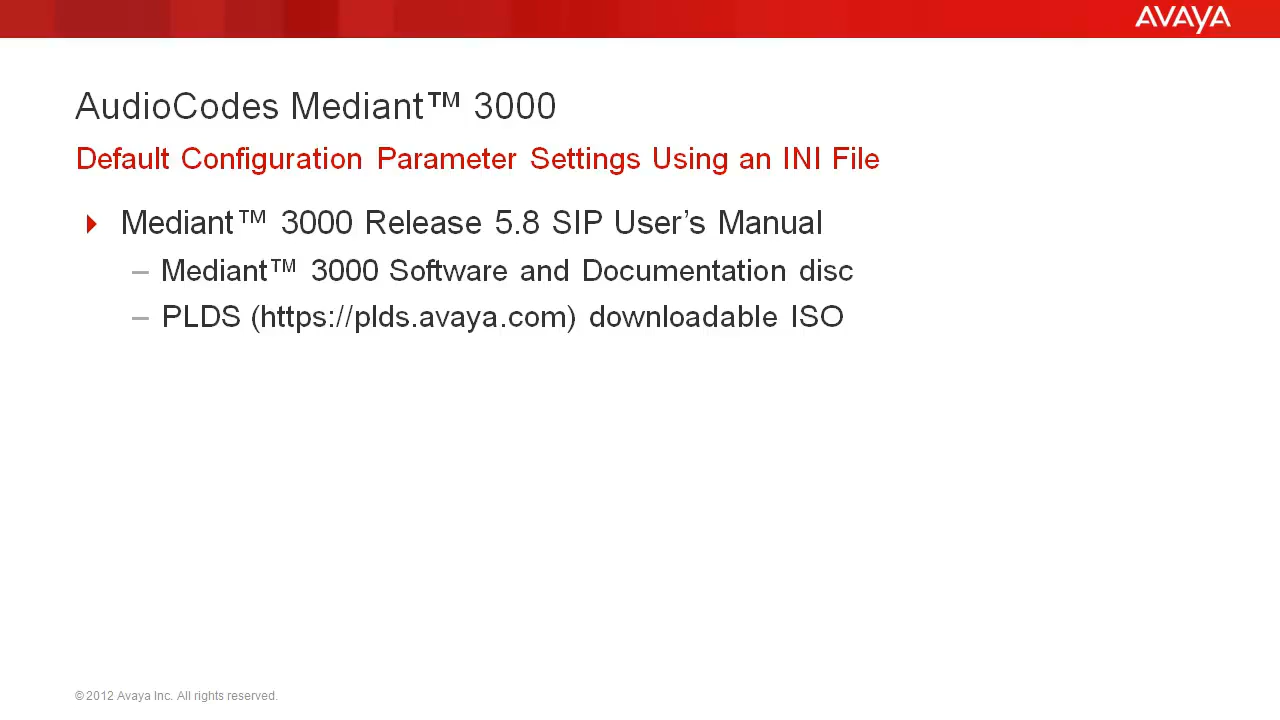 AVAYA
AudioCodes Mediant™ 3000
Default Configuration Parameter Settings Using an INI File
Mediant™ 3000 Release 5.8 SIP User’s Manual
– Mediant™ 3000 Software and Documentation disc
– PLDS (https://plds.avaya.com) downloadable ISO
© 2012 Avaya Inc. All rights reserved.